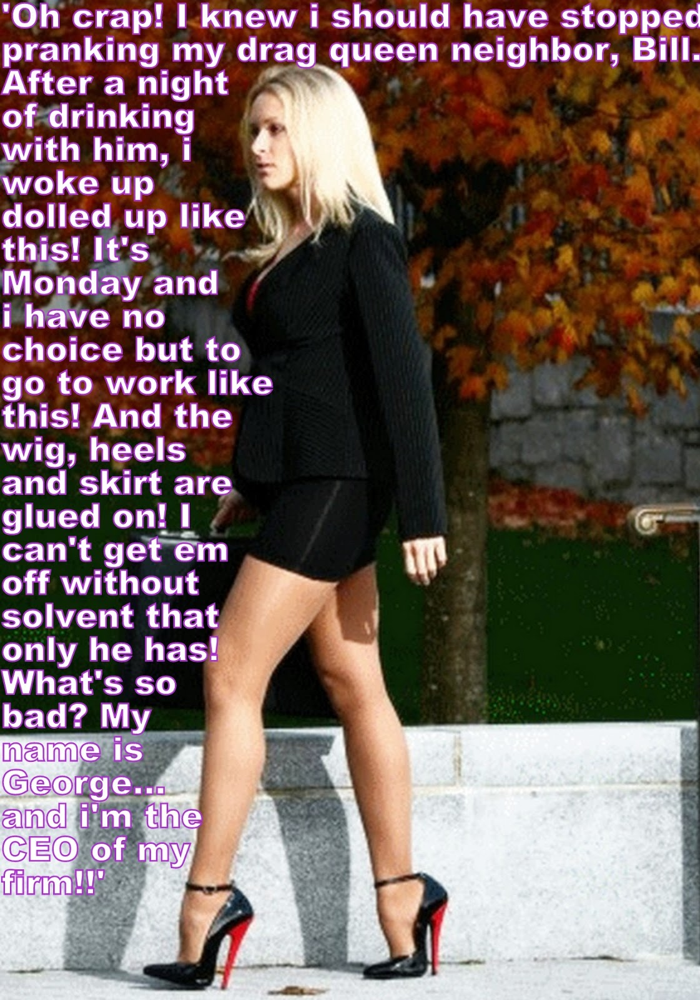 'Oh crap! I knew i should have stopped
pranking my drag queen neighbor, Bill.
After a night
of drinking
with him, i
woke up
dolled up like
this! It's
Monday and
i have no
choice but to
go to work like
this! And the
wig, heels
and skirt are
glued on! I
can't get em
off without
solvent that
only he has!
What's so
bad? My
name is
George...
and i'm the
CEO of my
firm!!'